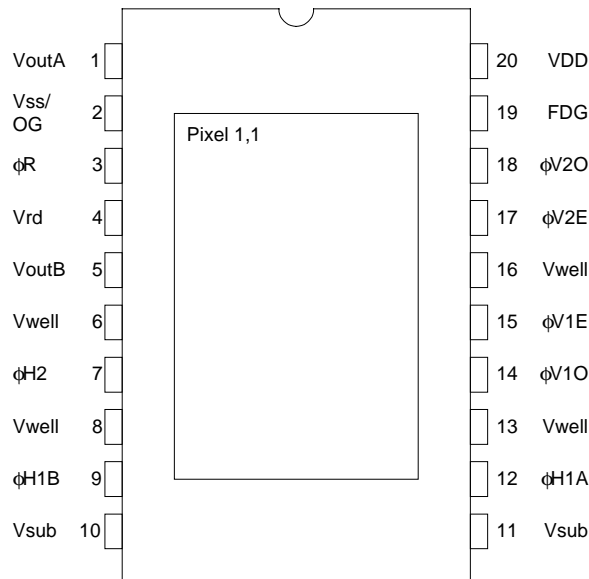 VoutA 1 20 VDD
Vss/
OG 2 19 FDG
Pixel 1,1
ϕR 3 18 ϕV2O
Vrd 4 17 ϕV2E
VoutB 5 16 Vwell
Vwell 6 15 ϕV1E
ϕH2 7 14 ϕV1O
Vwell 8 13 Vwell
ϕH1B 9 12 ϕH1A
Vsub 10 11 Vsub